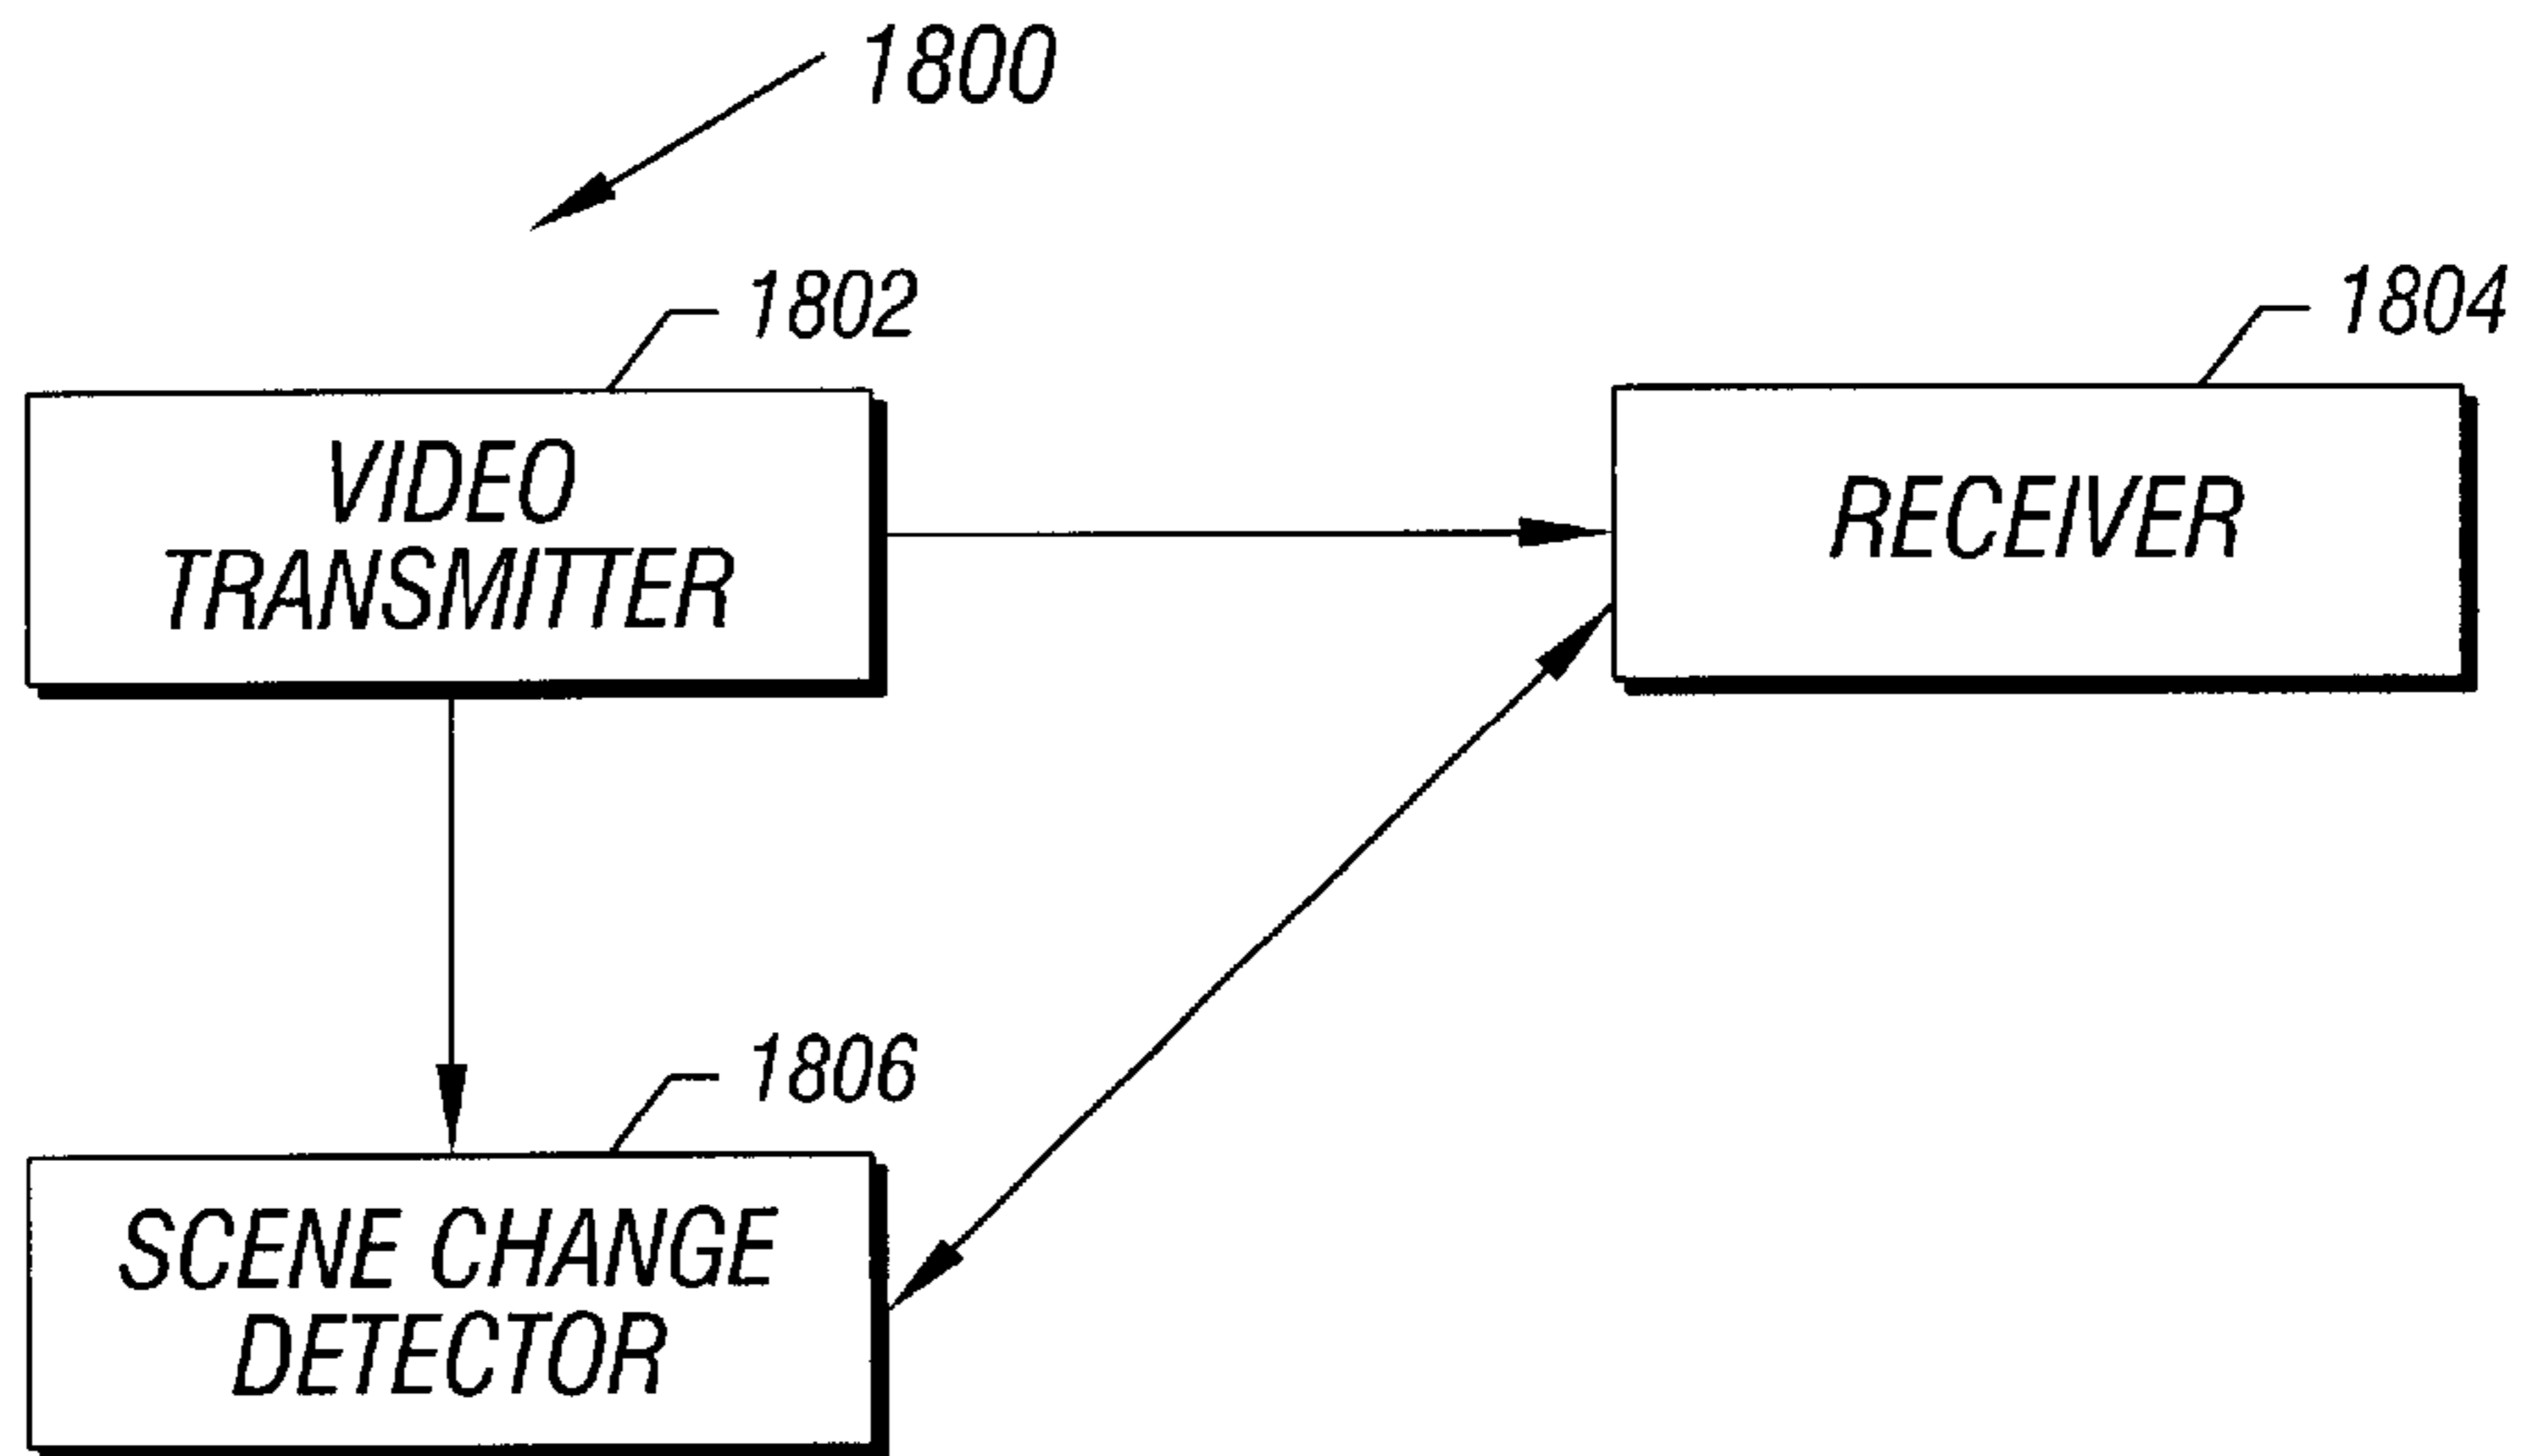 1800
1802
VIDEO
TRANSMITTER
1804
RECEIVER
1806
SCENE CHANGE
DETECTOR